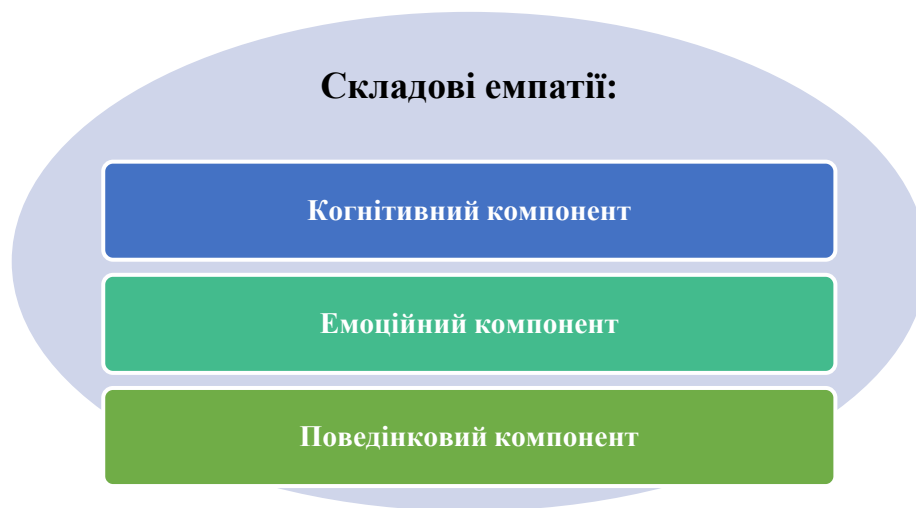 Складові емпатії:
Когнітивний компонент
Емоційний компонент
Поведінковий компонент